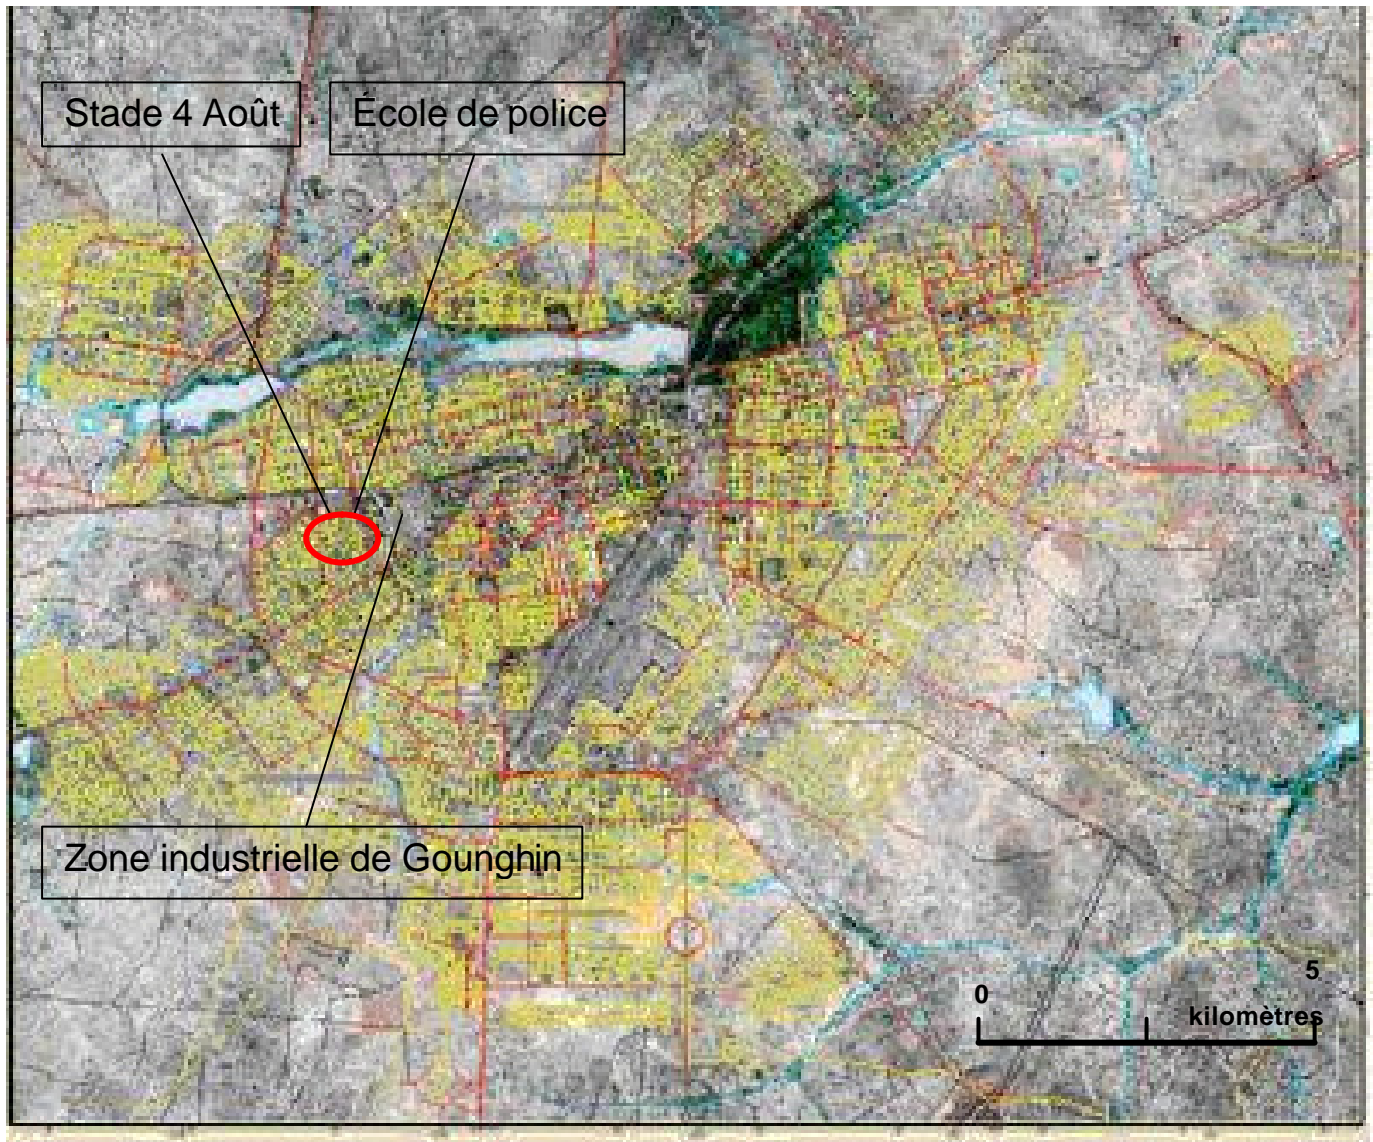 Stade 4 Août
École de police
Zone industrielle de Gounghin
0
5
kilomètres